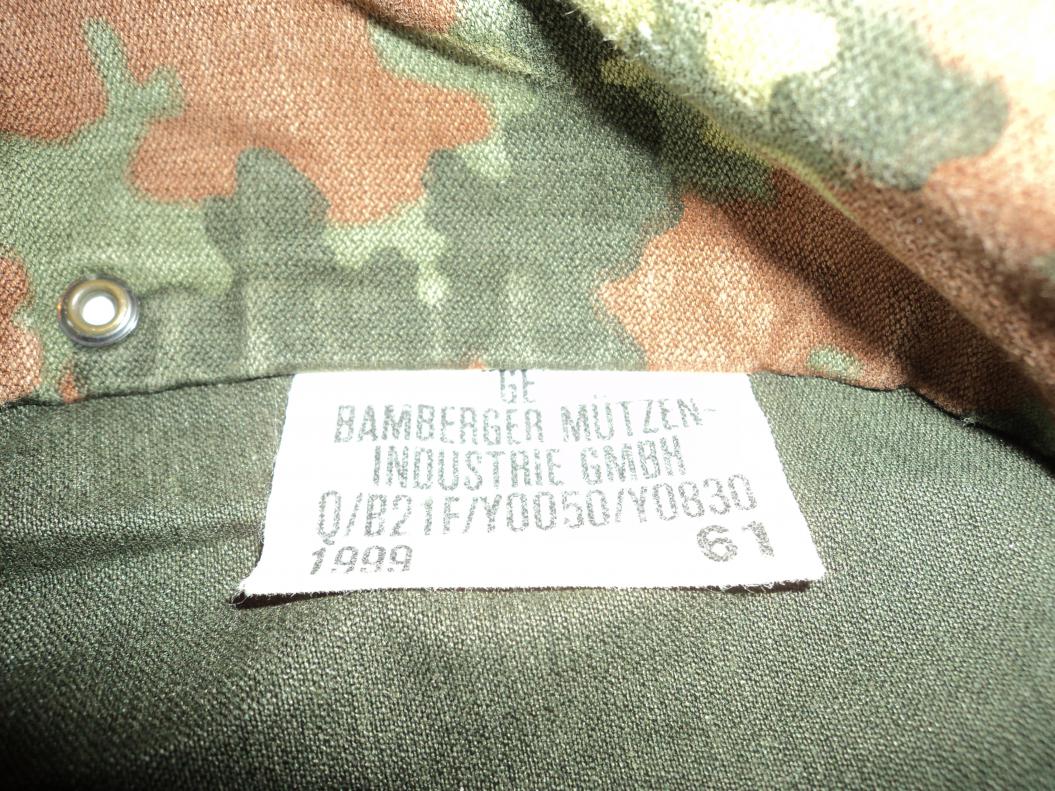 GE
BAMBERGER MÜTZEN-
INDUSTRIE GMBH
Q/B21F/Y0050/Y0830
1999 61